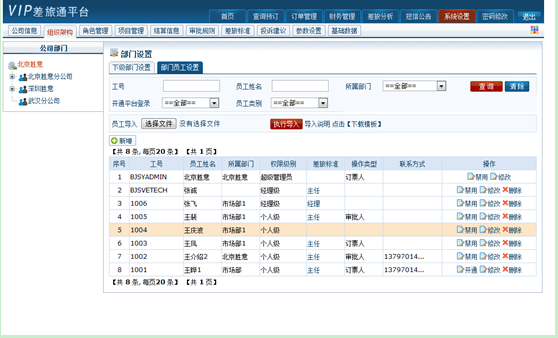 VIP差旅通平台
首页 查询预订 订单管理 财务管理 差旅分析 短信公告 系统设置 密码修改 退出
公司信息 组织架构 角色管理 项目管理 结算信息 审批规则 差旅标准 投诉建议 参数设置 基础数据
公司部门
北京胜意
北京胜意分公司
深圳胜意
武汉分公司
部门设置
下级部门设置 部门员工设置
工号 员工姓名 所属部门 ==全部== 查 询 清 除
开通平台登录 ==全部== 员工类别 ==全部==
员工导入 选择文件 没有选择文件 执行导入 导入说明 点击【下载模板】
新增
【共 8 条, 每页20 条】 【共 1 页】
序号 工号 员工姓名 所属部门 权限级别 差旅标准 操作类型 联系方式 操作
1 BJSYADMIN 北京胜意 北京胜意 超级管理员 订票人 禁用 修改
2 BJSVETECH 张诚 经理级 主任 禁用 修改 删除
3 1006 张飞 市场部1 经理级 经理 禁用 修改 删除
4 1005 王裴 市场部1 个人级 主任 审批人 禁用 修改 删除
5 1004 王庆波 市场部1 个人级 禁用 修改 删除
6 1003 王凤 市场部1 个人级 主任 订票人 禁用 修改 删除
7 1002 王介绍2 北京胜意 个人级 主任 审批人 13797014... 禁用 修改 删除
8 1001 王晔1 市场部 个人级 主任 订票人 13797014... 开通 修改 删除
【共 8 条, 每页20 条】 【共 1 页】